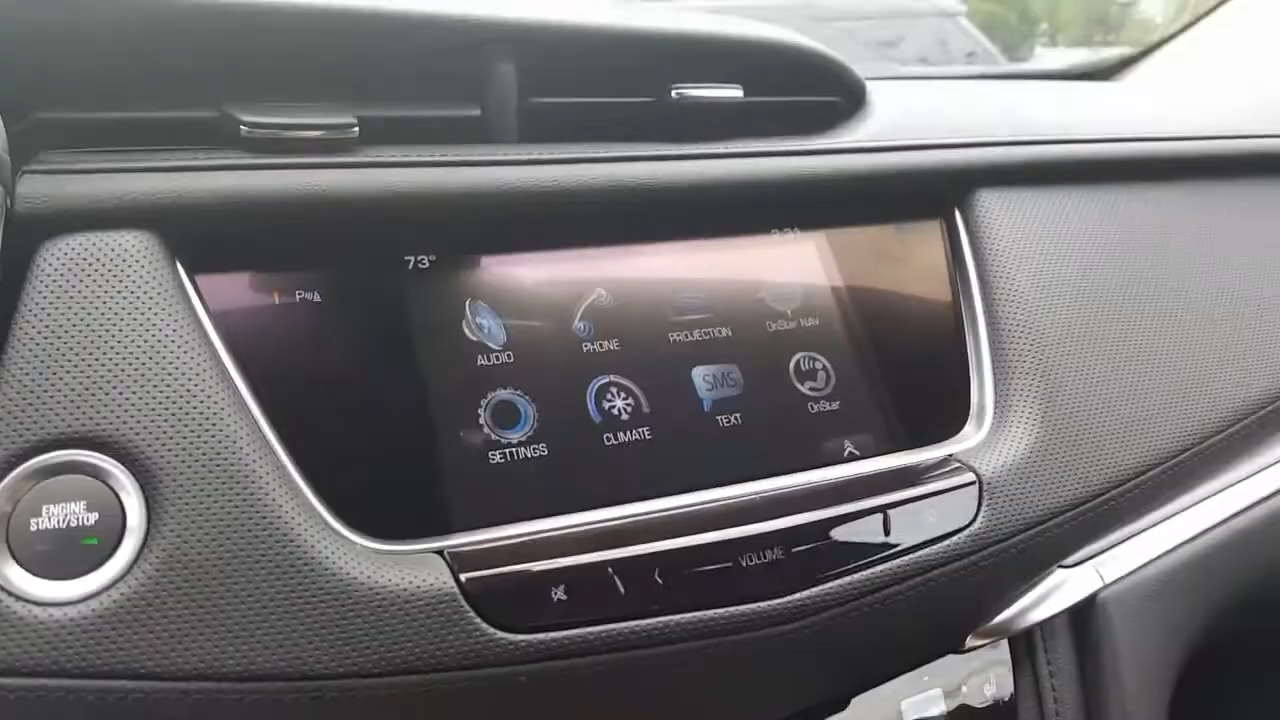 73°
P
AUDIO
PHONE
PROJECTION
OnStar NAV
SETTINGS
CLIMATE
SMS
TEXT
OnStar
ENGINE
START/STOP
VOLUME